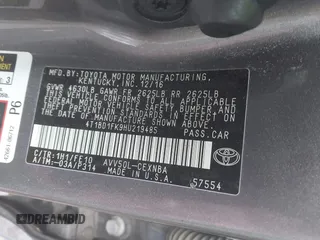 MFD. BY:TOYOTA MOTOR MANUFACTURING,
KENTUCKY, INC. 12/16
GVWR 4630LB GAWR FR 2625LB RR 2625LB
THIS VEHICLE CONFORMS TO ALL APPLICABLE
FEDERAL MOTOR VEHICLE SAFETY, BUMPER,
AND THEFT PREVENTION STANDARDS IN EFFECT
ON THE DATE OF MANUFACTURE SHOWN ABOVE.
4T1BD1FK9HU219485
PASS.CAR
C/TR:1H1/FE10 AVV50L-CEXNBA
A/TM:-03A/P314 MADE IN U.S.A.
57554
TOYOTA
P6
AUTOBIDMASTER